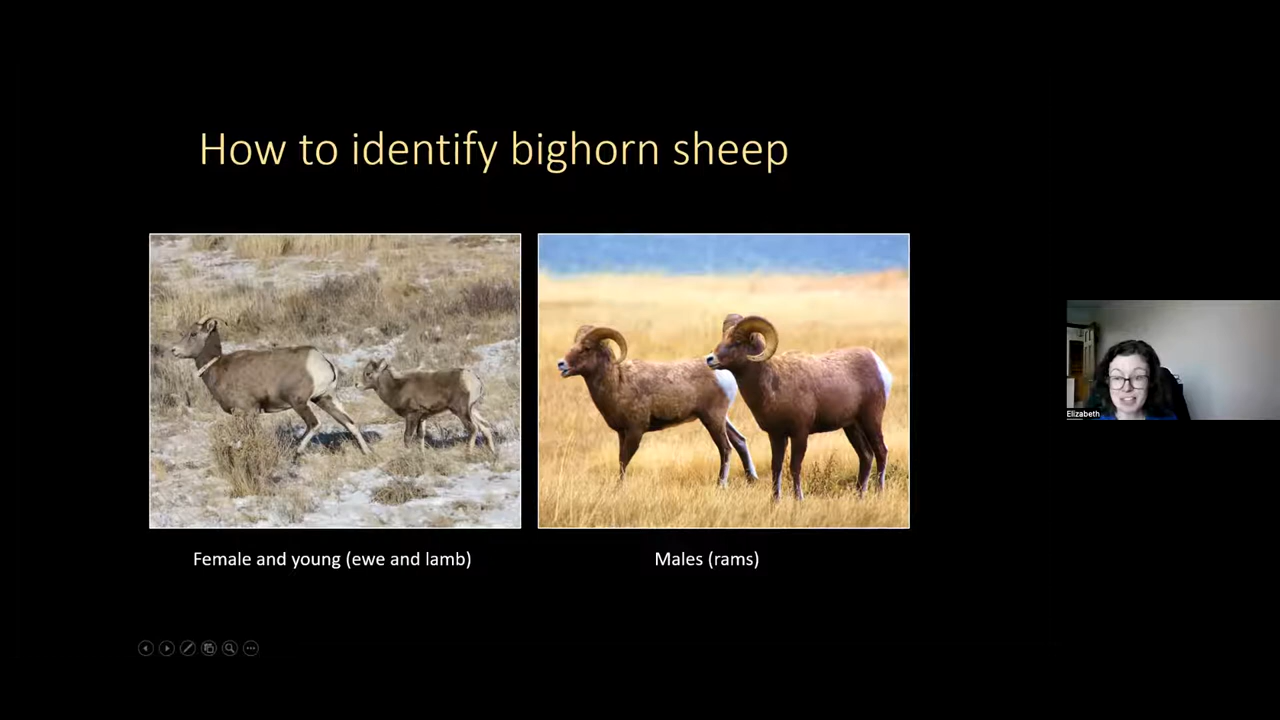 How to identify bighorn sheep
Female and young (ewe and lamb)
Males (rams)
Elizabeth